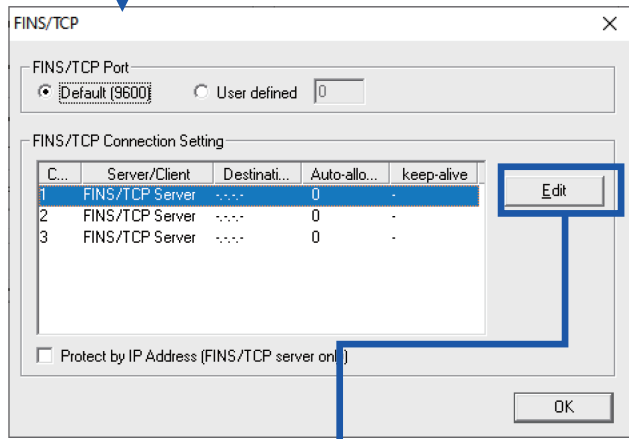 FINS/TCP
FINS/TCP Port
Default (9600) User defined 0
FINS/TCP Connection Setting
C... Server/Client Destinati... Auto-allo... keep-alive
1 FINS/TCP Server -.-.-.- 0 -
2 FINS/TCP Server -.-.-.- 0 -
3 FINS/TCP Server -.-.-.- 0 -
Edit
Protect by IP Address (FINS/TCP server only)
OK